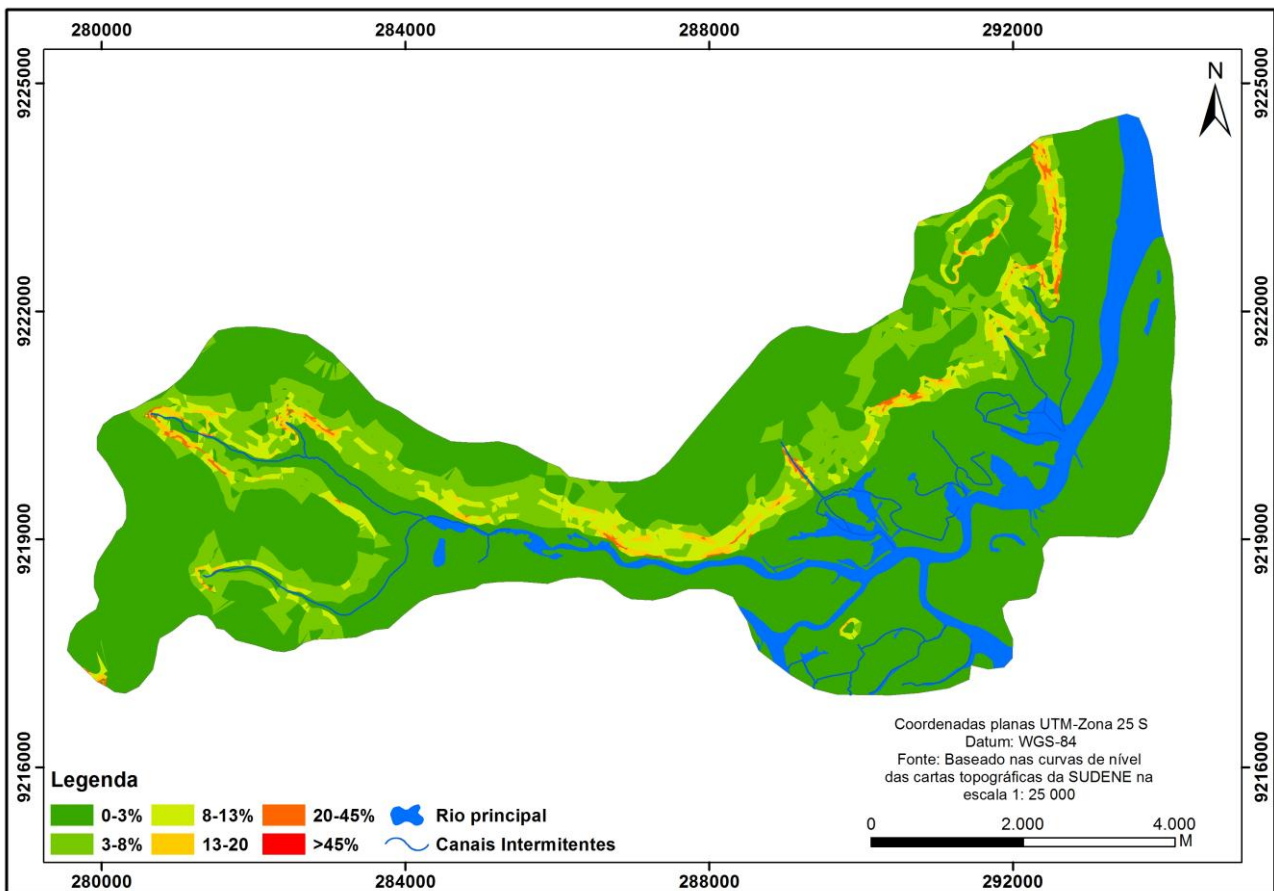 280000 284000 288000 292000
N
9225000 9225000
9222000 9222000
9219000 9219000
9216000 9216000
Coordenadas planas UTM-Zona 25 S
Datum: WGS-84
Fonte: Baseado nas curvas de nível
das cartas topográficas da SUDENE na
escala 1: 25 000
Legenda
0-3% 8-13% 20-45% Rio principal
3-8% 13-20 >45% Canais Intermitentes
0 2.000 4.000
M
280000 284000 288000 292000